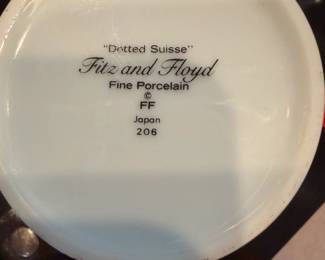 "Dotted Suisse"
Fitz and Floyd
Fine Porcelain
©
FF
Japan
206